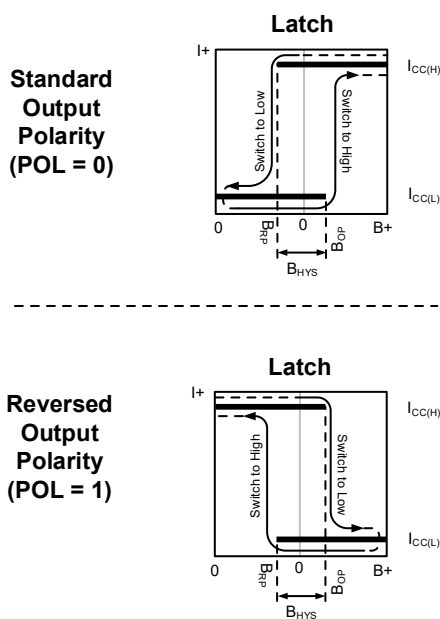 Latch
Standard
Output
Polarity
(POL = 0)
I+
I_CC(H)
Switch to Low
Switch to High
I_CC(L)
0
B_RP
0
B_OP
B+
B_HYS
Latch
Reversed
Output
Polarity
(POL = 1)
I+
I_CC(H)
Switch to High
Switch to Low
I_CC(L)
0
B_RP
0
B_OP
B+
B_HYS